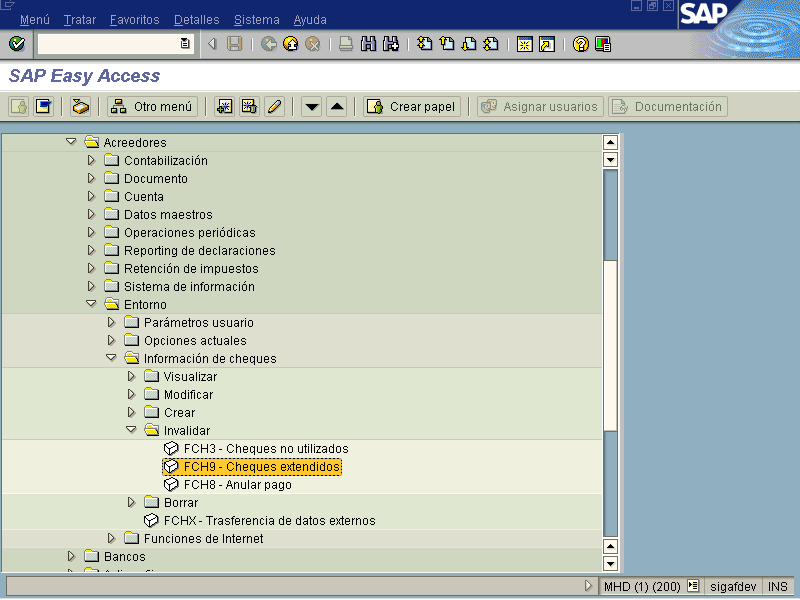 Menú Tratar Favoritos Detalles Sistema Ayuda
SAP
SAP Easy Access
Otro menú Crear papel Asignar usuarios Documentación
Acreedores
Contabilización
Documento
Cuenta
Datos maestros
Operaciones periódicas
Reporting de declaraciones
Retención de impuestos
Sistema de información
Entorno
Parámetros usuario
Opciones actuales
Información de cheques
Visualizar
Modificar
Crear
Invalidar
FCH3 - Cheques no utilizados
FCH9 - Cheques extendidos
FCH8 - Anular pago
Borrar
FCHX - Trasferencia de datos externos
Funciones de Internet
Bancos
MHD (1) (200) sigafdev INS